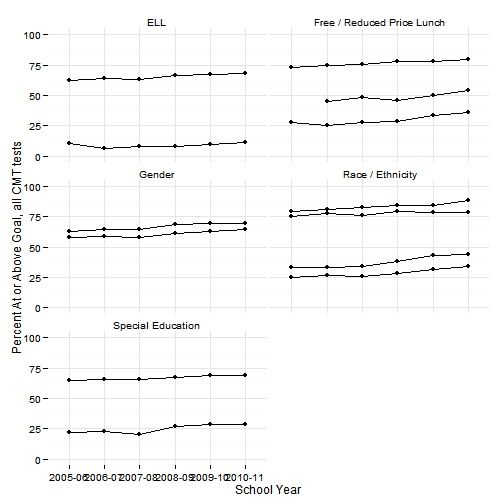 ELL
Free / Reduced Price Lunch
100
75
50
25
0
Gender
Race / Ethnicity
100
75
50
25
0
Special Education
100
75
50
25
0
2005-06 2006-07 2007-08 2008-09 2009-10 2010-11
School Year
Percent At or Above Goal, all CMT tests